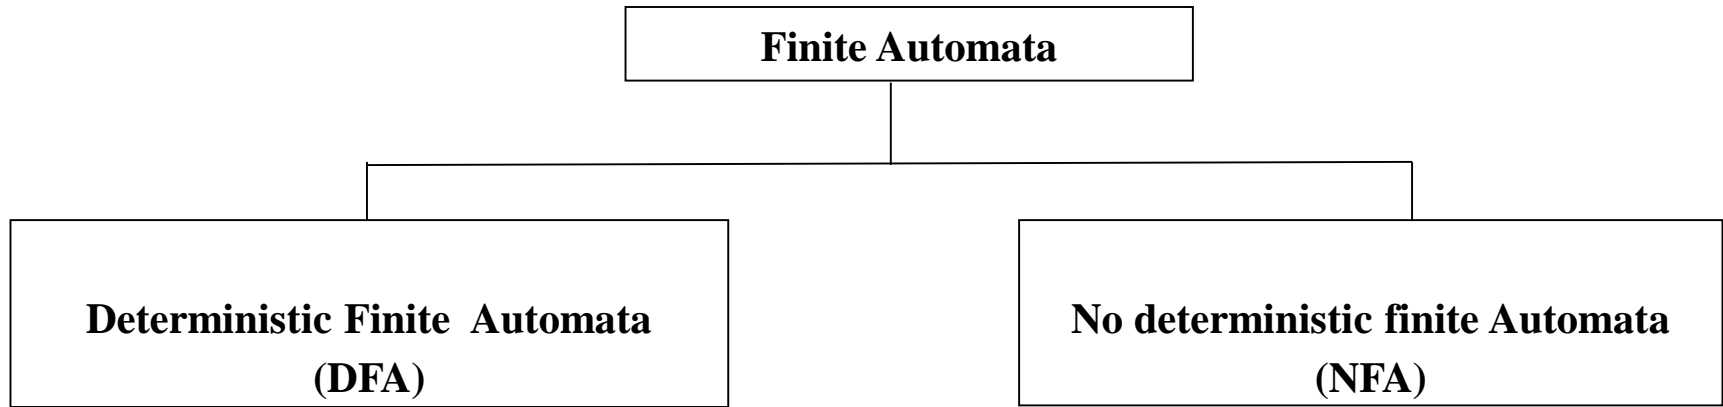 Finite Automata
Deterministic Finite Automata
(DFA)
No deterministic finite Automata
(NFA)